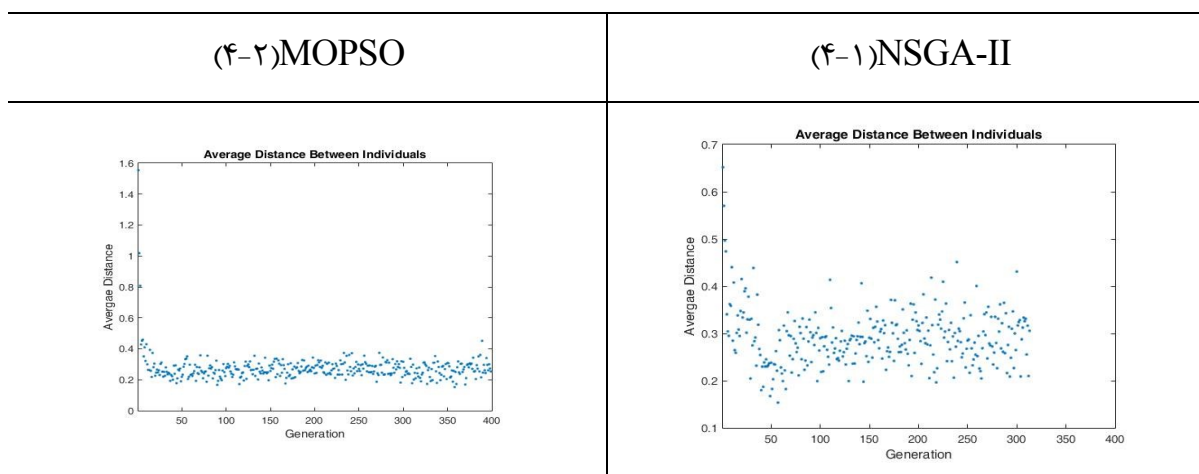 (۴-۲)MOPSO
(۴-۱)NSGA-II
Average Distance Between Individuals
1.6
1.4
1.2
1
0.8
0.6
0.4
0.2
0
Avergae Distance
50 100 150 200 250 300 350 400
Generation
Average Distance Between Individuals
0.7
0.6
0.5
0.4
0.3
0.2
0.1
Avergae Distance
50 100 150 200 250 300 350 400
Generation